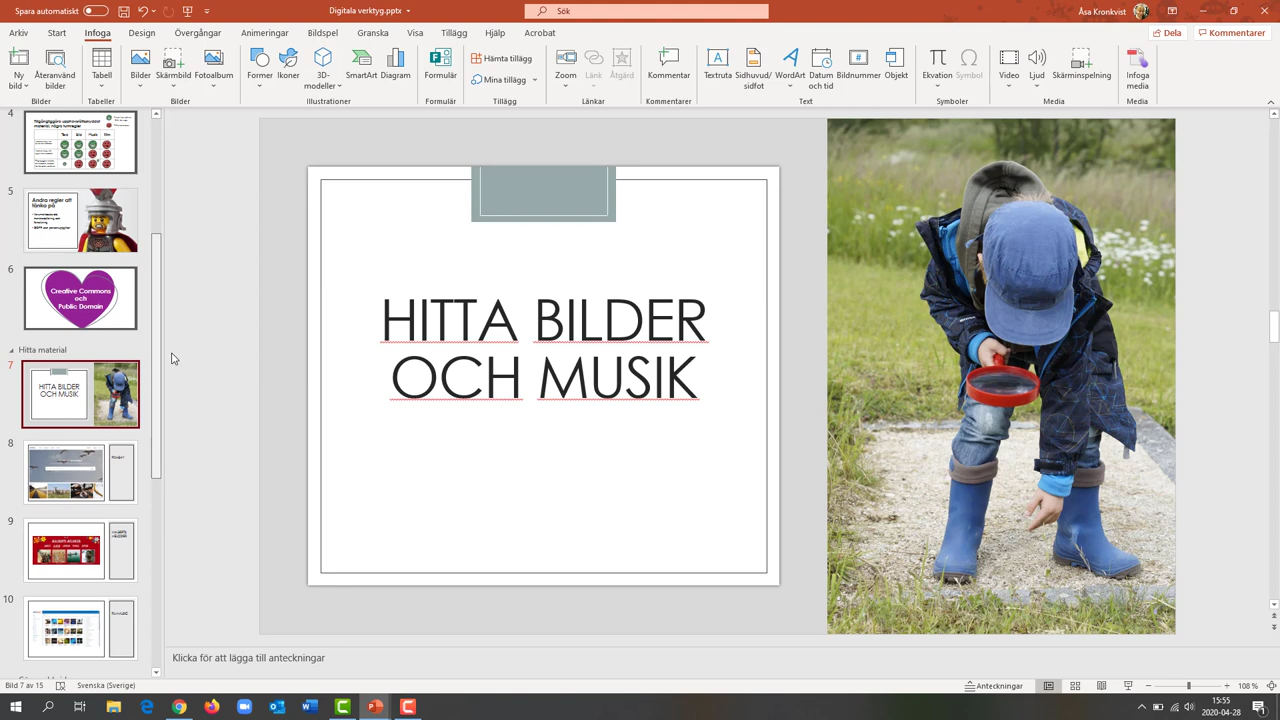 Spara automatiskt
Digitala verktyg.pptx
Sök
Åsa Kronkvist
Arkiv
Start
Infoga
Design
Övergångar
Animeringar
Bildspel
Granska
Visa
Tillägg
Hjälp
Acrobat
Dela
Kommentarer
Ny bild
Återanvänd bilder
Tabell
Bilder
Skärmbild
Fotoalbum
Former
Ikoner
3D-modeller
SmartArt
Diagram
Formulär
Hämta tillägg
Mina tillägg
Zooma
Länk
Åtgärd
Kommentar
Textruta
Sidhuvud/sidfot
WordArt
Datum och tid
Bildnummer
Objekt
Ekvation
Symbol
Video
Ljud
Skärminspelning
Infoga media
Bilder
Tabeller
Bilder
Illustrationer
Formulär
Tillägg
Länkar
Kommentarer
Text
Symboler
Media
Media
4
5
Andra regler att tänka på
6
Creative Commons
och
Public Domain
Hitta material
7
HITTA BILDER
OCH MUSIK
8
9
10
HITTA BILDER
OCH MUSIK
Klicka för att lägga till anteckningar
Bild 7 av 15
Svenska (Sverige)
Anteckningar
108 %
15:55
2020-04-28